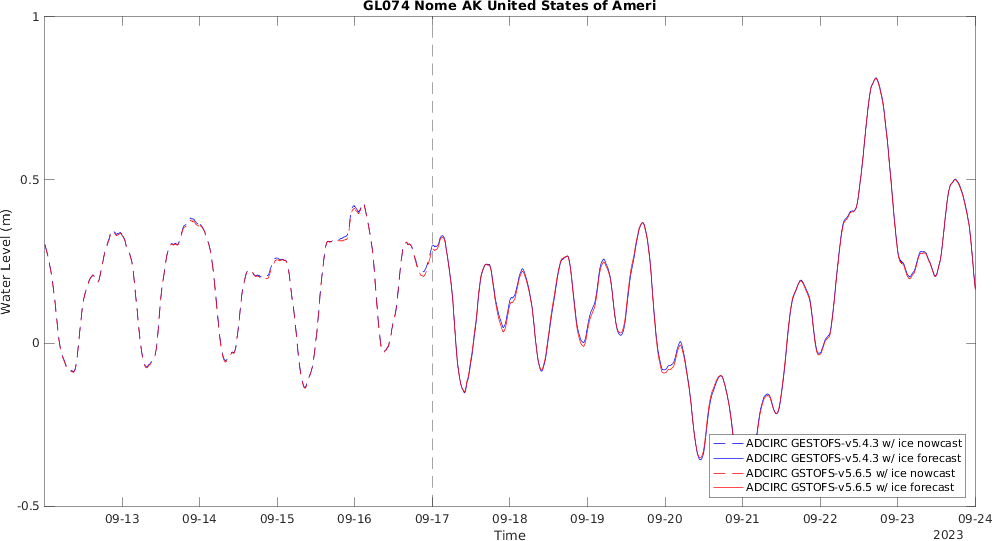 GL074 Nome AK United States of Ameri
1
0.5
0
-0.5
Water Level (m)
09-13 09-14 09-15 09-16 09-17 09-18 09-19 09-20 09-21 09-22 09-23 09-24
Time
2023
ADCIRC GESTOFS-v5.4.3 w/ ice nowcast
ADCIRC GESTOFS-v5.4.3 w/ ice forecast
ADCIRC GSTOFS-v5.6.5 w/ ice nowcast
ADCIRC GSTOFS-v5.6.5 w/ ice forecast